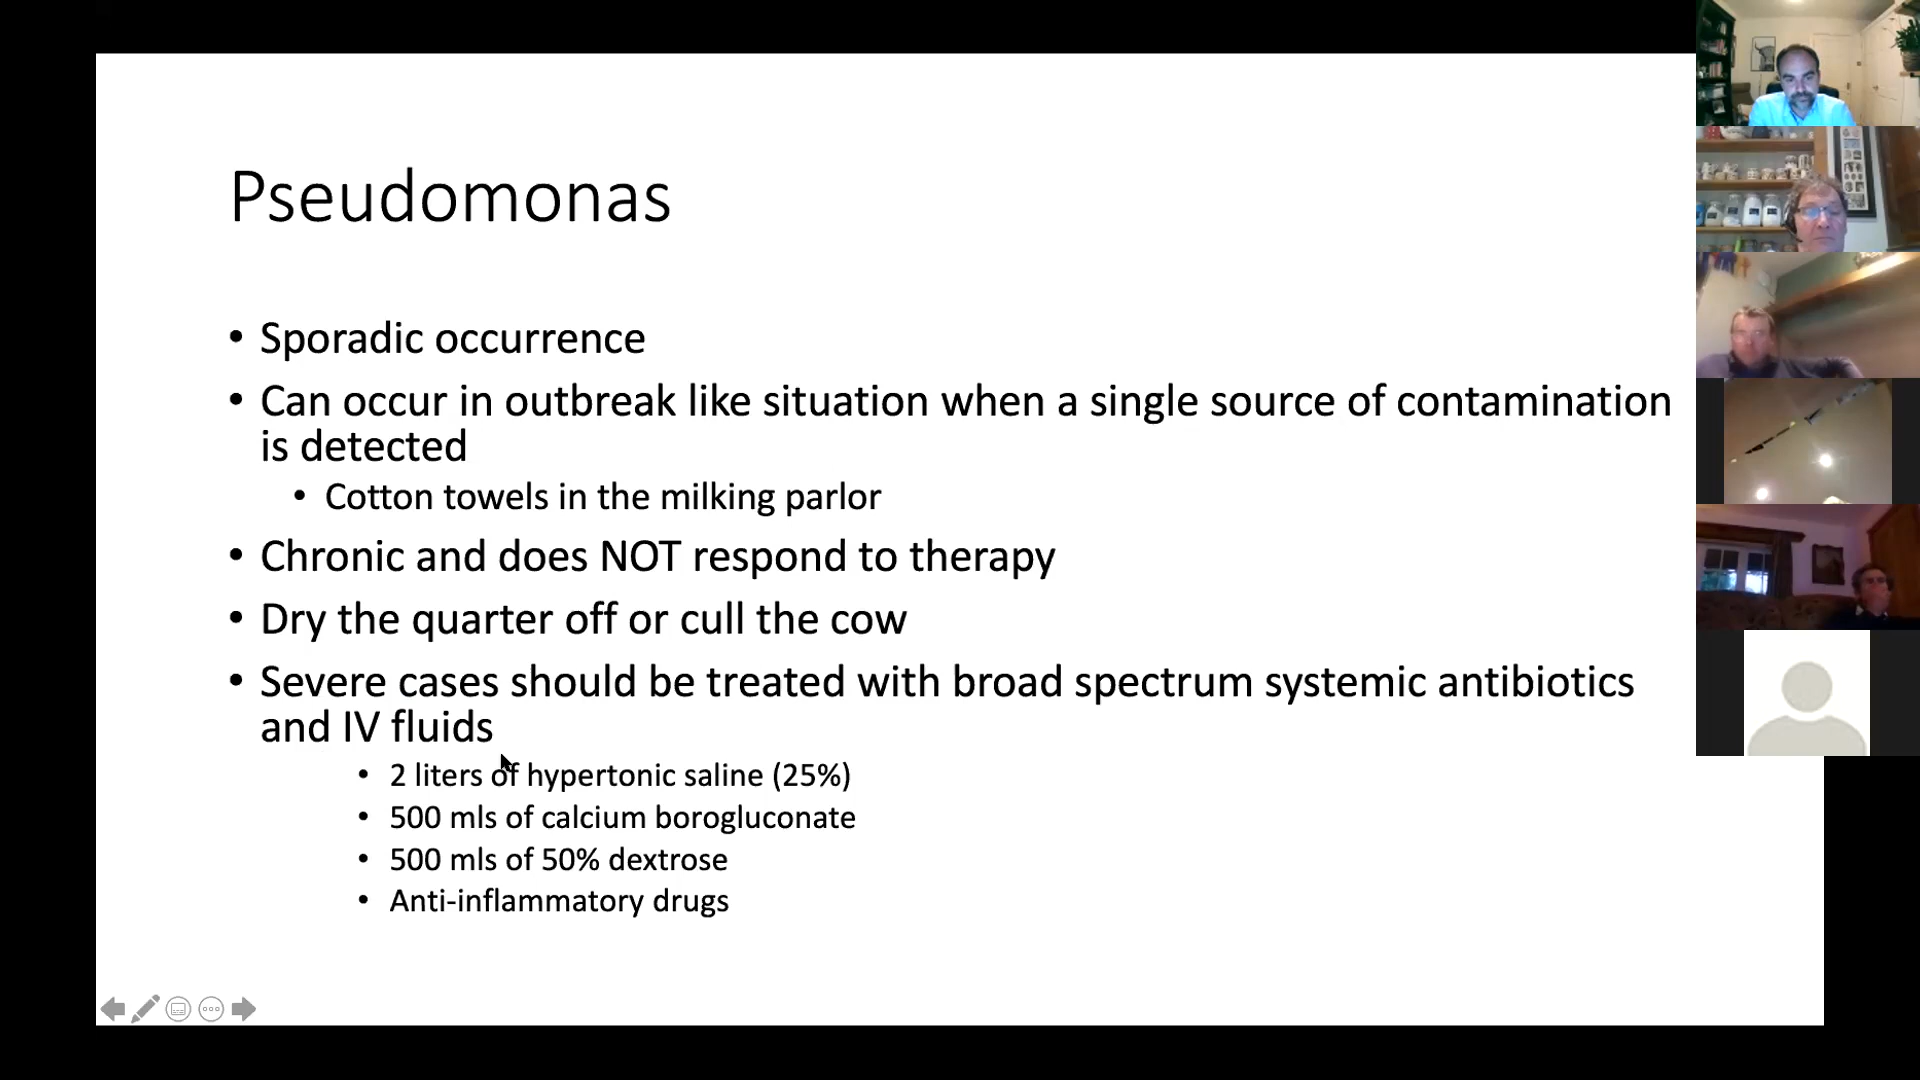 Pseudomonas
• Sporadic occurrence
• Can occur in outbreak like situation when a single source of contamination
is detected
• Cotton towels in the milking parlor
• Chronic and does NOT respond to therapy
• Dry the quarter off or cull the cow
• Severe cases should be treated with broad spectrum systemic antibiotics
and IV fluids
• 2 liters of hypertonic saline (25%)
• 500 mls of calcium borogluconate
• 500 mls of 50% dextrose
• Anti-inflammatory drugs